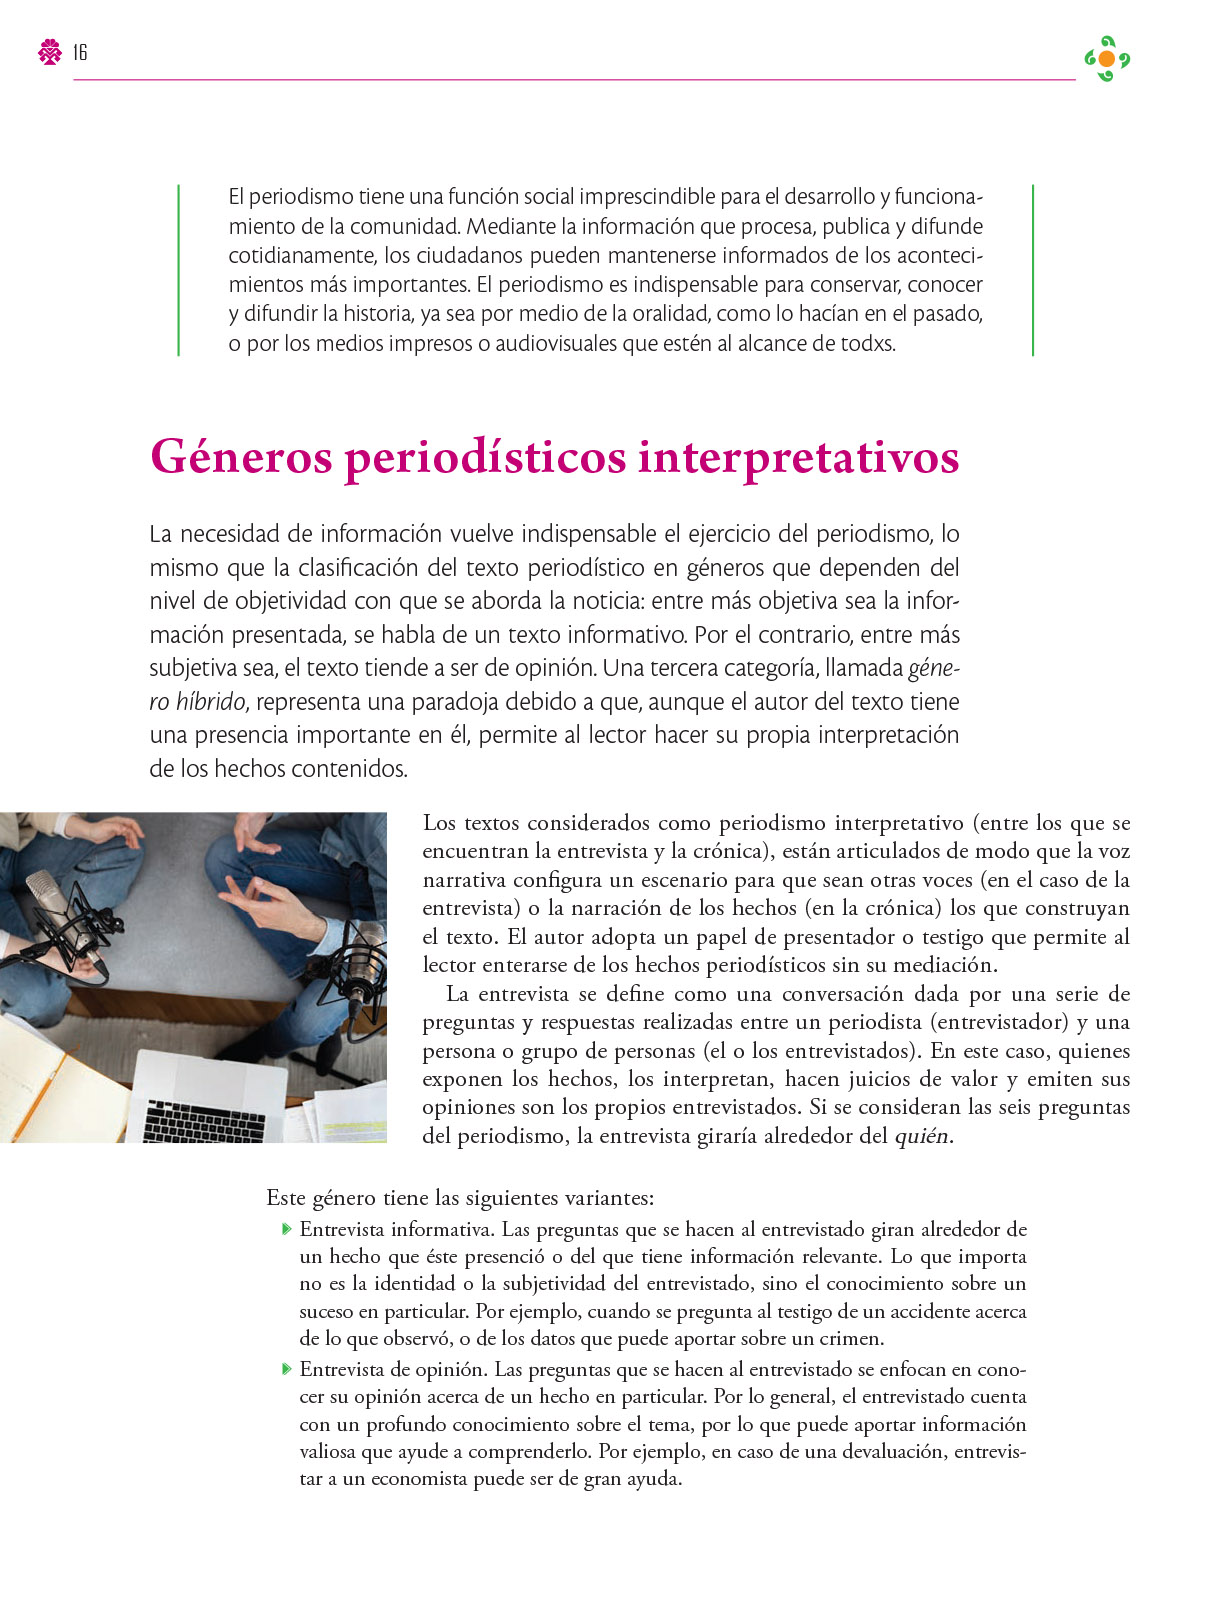 16
El periodismo tiene una función social imprescindible para el desarrollo y funciona-
miento de la comunidad. Mediante la información que procesa, publica y difunde
cotidianamente, los ciudadanos pueden mantenerse informados de los aconteci-
mientos más importantes. El periodismo es indispensable para conservar, conocer
y difundir la historia, ya sea por medio de la oralidad, como lo hacían en el pasado,
o por los medios impresos o audiovisuales que estén al alcance de todxs.
Géneros periodísticos interpretativos
La necesidad de información vuelve indispensable el ejercicio del periodismo, lo
mismo que la clasificación del texto periodístico en géneros que dependen del
nivel de objetividad con que se aborda la noticia: entre más objetiva sea la infor-
mación presentada, se habla de un texto informativo. Por el contrario, entre más
subjetiva sea, el texto tiende a ser de opinión. Una tercera categoría, llamada géne-
ro híbrido, representa una paradoja debido a que, aunque el autor del texto tiene
una presencia importante en él, permite al lector hacer su propia interpretación
de los hechos contenidos.
Los textos considerados como periodismo interpretativo (entre los que se
encuentran la entrevista y la crónica), están articulados de modo que la voz
narrativa configura un escenario para que sean otras voces (en el caso de la
entrevista) o la narración de los hechos (en la crónica) los que construyan
el texto. El autor adopta un papel de presentador o testigo que permite al
lector enterarse de los hechos periodísticos sin su mediación.
La entrevista se define como una conversación dada por una serie de
preguntas y respuestas realizadas entre un periodista (entrevistador) y una
persona o grupo de personas (el o los entrevistados). En este caso, quienes
exponen los hechos, los interpretan, hacen juicios de valor y emiten sus
opiniones son los propios entrevistados. Si se consideran las seis preguntas
del periodismo, la entrevista giraría alrededor del quién.
Este género tiene las siguientes variantes:
Entrevista informativa. Las preguntas que se hacen al entrevistado giran alrededor de
un hecho que éste presenció o del que tiene información relevante. Lo que importa
no es la identidad o la subjetividad del entrevistado, sino el conocimiento sobre un
suceso en particular. Por ejemplo, cuando se pregunta al testigo de un accidente acerca
de lo que observó, o de los datos que puede aportar sobre un crimen.
Entrevista de opinión. Las preguntas que se hacen al entrevistado se enfocan en cono-
cer su opinión acerca de un hecho en particular. Por lo general, el entrevistado cuenta
con un profundo conocimiento sobre el tema, por lo que puede aportar información
valiosa que ayude a comprenderlo. Por ejemplo, en caso de una devaluación, entrevis-
tar a un economista puede ser de gran ayuda.